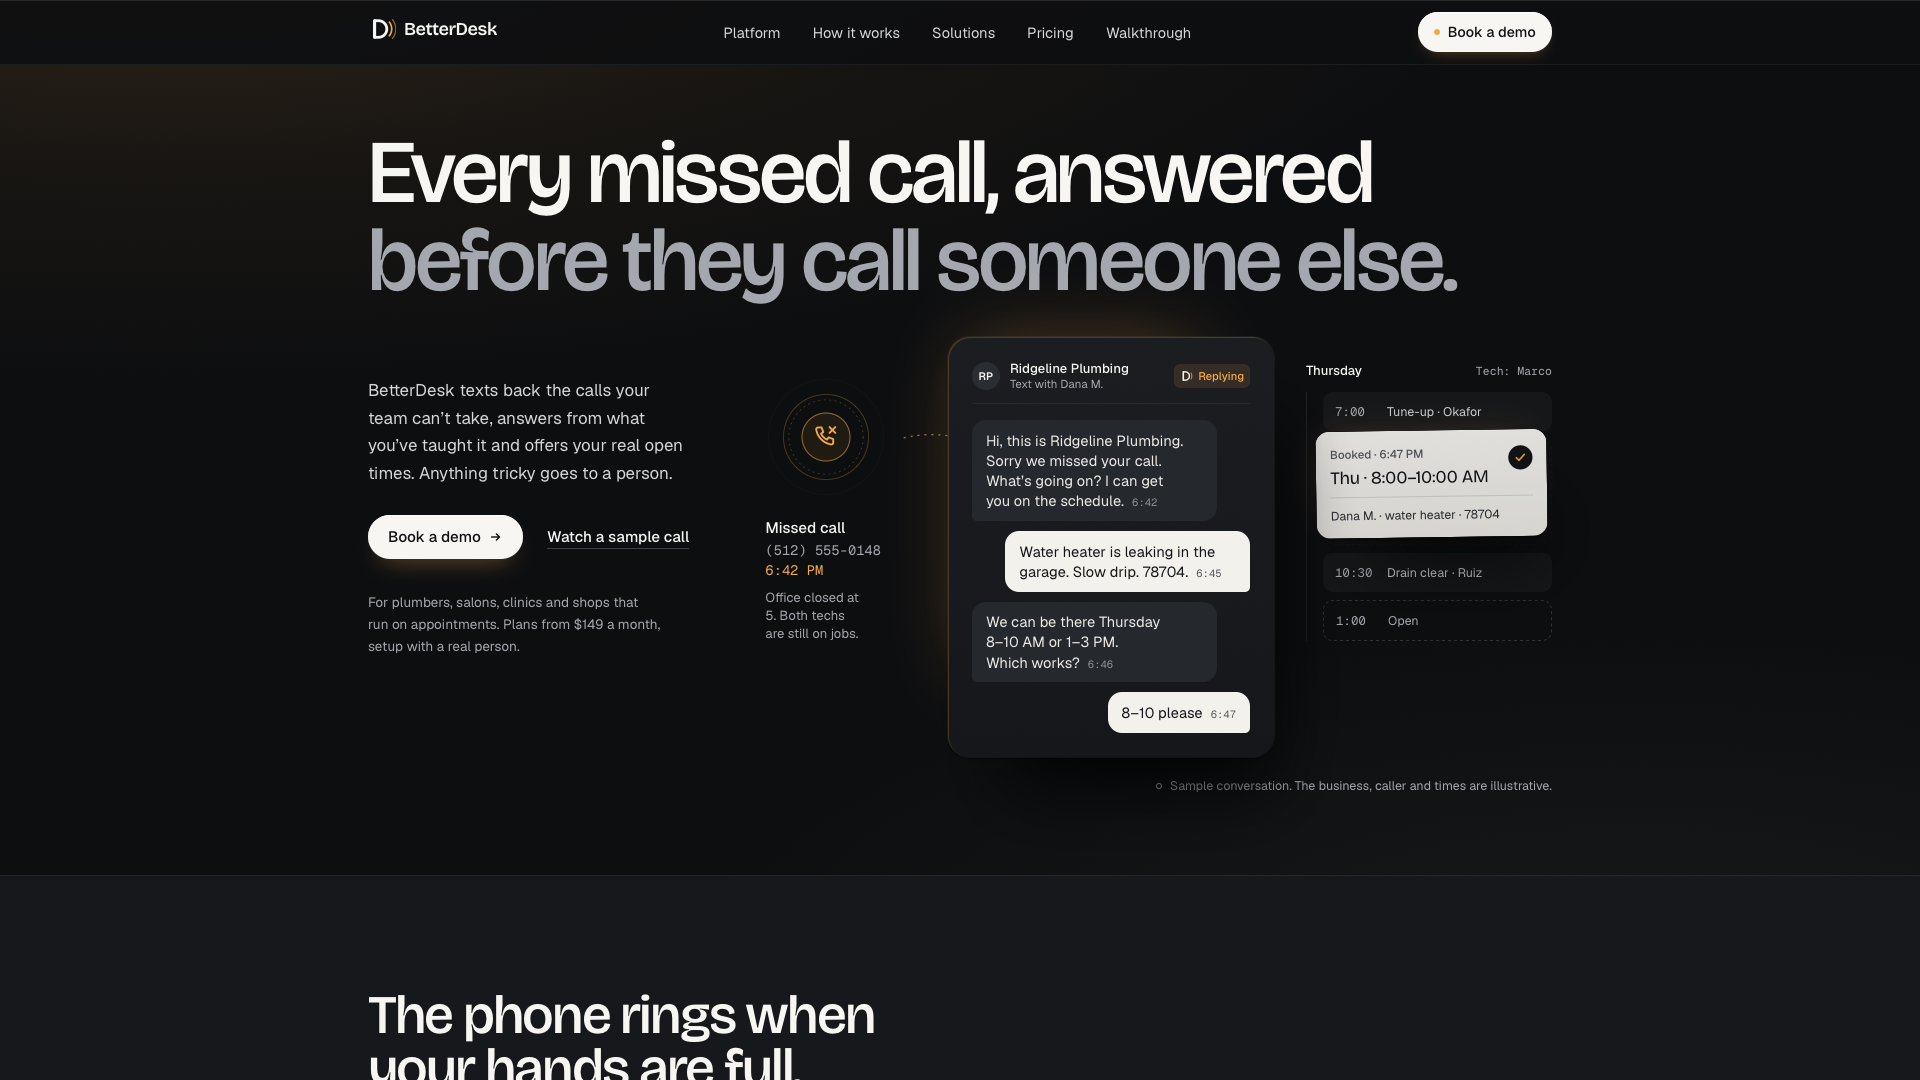 BetterDesk
Platform
How it works
Solutions
Pricing
Walkthrough
Book a demo
Every missed call, answered
before they call someone else.
BetterDesk texts back the calls your
team can’t take, answers from what
you’ve taught it and offers your real open
times. Anything tricky goes to a person.
Book a demo →
Watch a sample call
For plumbers, salons, clinics and shops that
run on appointments. Plans from $149 a month,
setup with a real person.
Missed call
(512) 555-0148
6:42 PM
Office closed at
5. Both techs
are still on jobs.
RP
Ridgeline Plumbing
Text with Dana M.
Replying
Hi, this is Ridgeline Plumbing.
Sorry we missed your call.
What’s going on? I can get
you on the schedule. 6:42
Water heater is leaking in the
garage. Slow drip. 78704. 6:45
We can be there Thursday
8–10 AM or 1–3 PM.
Which works? 6:46
8–10 please 6:47
Thursday
Tech: Marco
7:00 Tune-up · Okafor
Booked · 6:47 PM
Thu · 8:00–10:00 AM
Dana M. · water heater · 78704
10:30 Drain clear · Ruiz
1:00 Open
Sample conversation. The business, caller and times are illustrative.
The phone rings when
your hands are full.